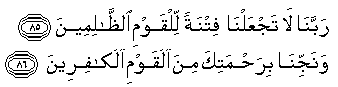 رَبَّنَا لَا تَجْعَلْنَا فِتْنَةً لِّلْقَوْمِ ٱلظَّٰلِمِينَ ۝٨٥
وَنَجِّنَا بِرَحْمَتِكَ مِنَ ٱلْقَوْمِ ٱلْكَٰفِرِينَ ۝٨٦